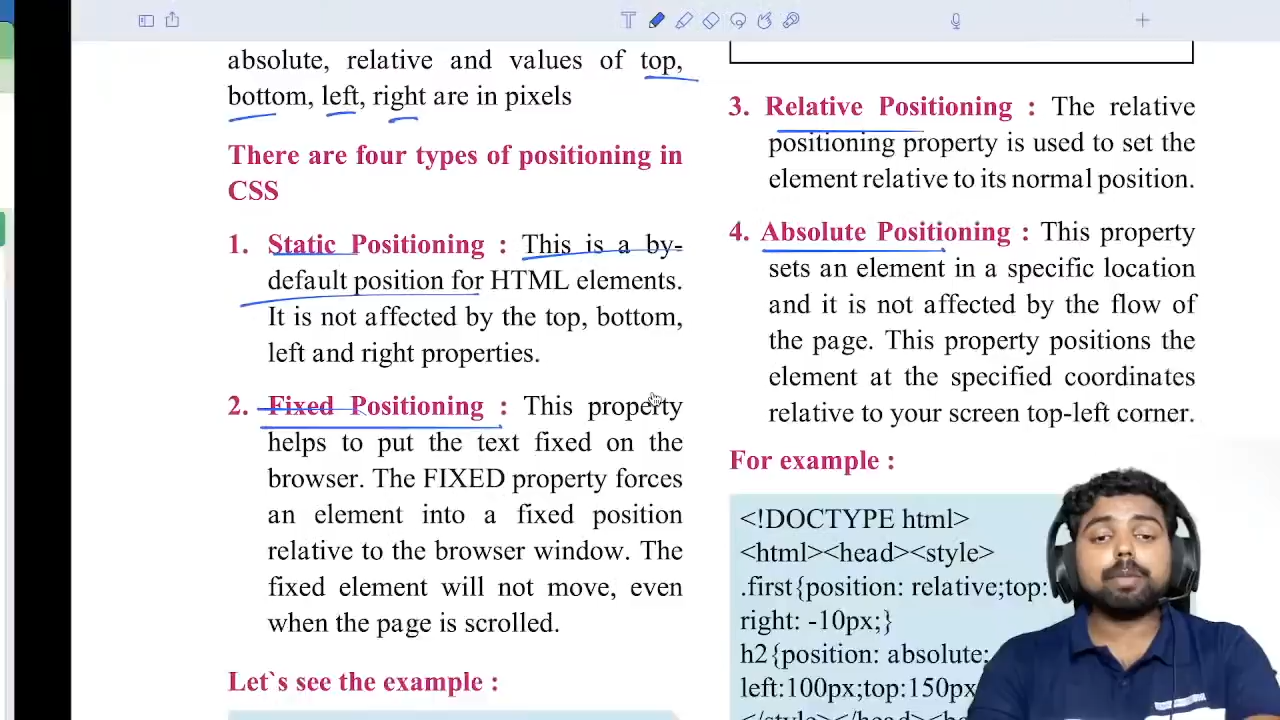 absolute, relative and values of top,
bottom, left, right are in pixels
There are four types of positioning in
CSS
1. Static Positioning : This is a by-
default position for HTML elements.
It is not affected by the top, bottom,
left and right properties.
2. Fixed Positioning : This property
helps to put the text fixed on the
browser. The FIXED property forces
an element into a fixed position
relative to the browser window. The
fixed element will not move, even
when the page is scrolled.
Let`s see the example :
3. Relative Positioning : The relative
positioning property is used to set the
element relative to its normal position.
4. Absolute Positioning : This property
sets an element in a specific location
and it is not affected by the flow of
the page. This property positions the
element at the specified coordinates
relative to your screen top-left corner.
For example :
<!DOCTYPE html>
<html><head><style>
.first{position: relative;top:
right: -10px;}
h2{position: absolute;
left:100px;top:150px
</style></head><b